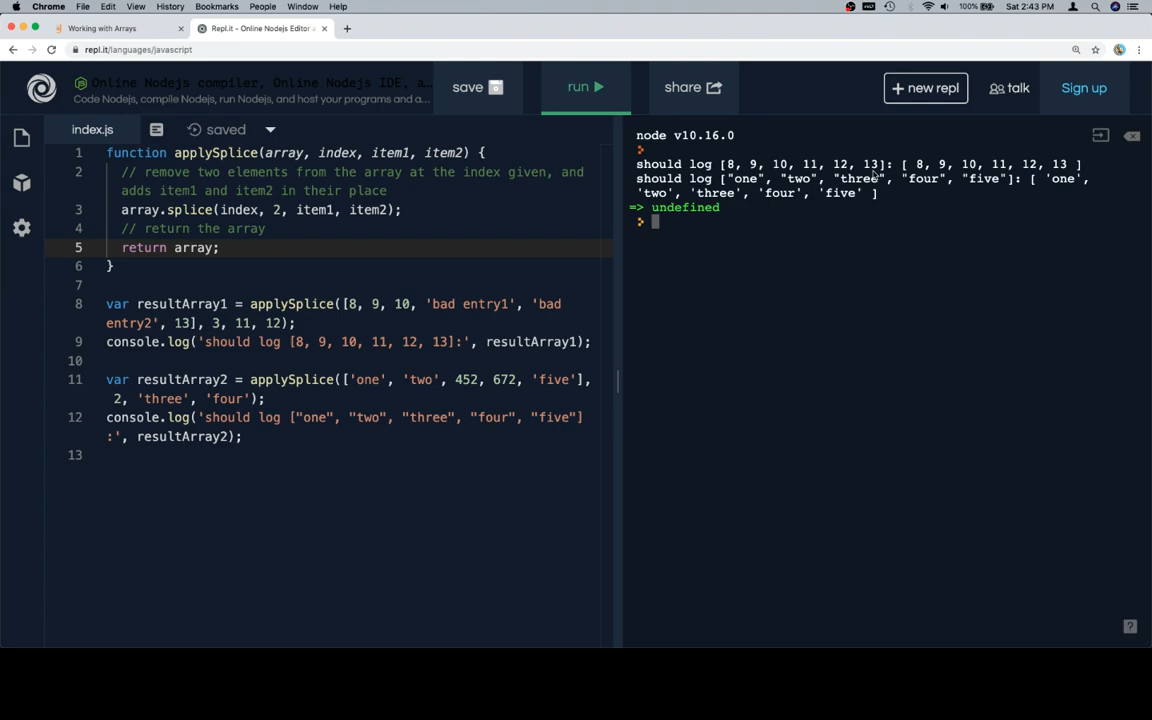 Chrome File Edit View History Bookmarks People Window Help 100% Sat 2:43 PM
Working with Arrays × Repl.it - Online Nodejs Editor a ×
repl.it/languages/javascript
Online Nodejs compiler, Online Nodejs IDE, a...
Code Nodejs, compile Nodejs, run Nodejs, and host your programs and a...
save run share + new repl talk Sign up
index.js saved
1 function applySplice(array, index, item1, item2) {
2 // remove two elements from the array at the index given, and
adds item1 and item2 in their place
3 array.splice(index, 2, item1, item2);
4 // return the array
5 return array;
6 }
7
8 var resultArray1 = applySplice([8, 9, 10, 'bad entry1', 'bad
entry2', 13], 3, 11, 12);
9 console.log('should log [8, 9, 10, 11, 12, 13]:', resultArray1);
10
11 var resultArray2 = applySplice(['one', 'two', 452, 672, 'five'],
2, 'three', 'four');
12 console.log('should log ["one", "two", "three", "four", "five"]
:', resultArray2);
13
node v10.16.0
should log [8, 9, 10, 11, 12, 13]: [ 8, 9, 10, 11, 12, 13 ]
should log ["one", "two", "three", "four", "five"]: [ 'one',
'two', 'three', 'four', 'five' ]
=> undefined
?